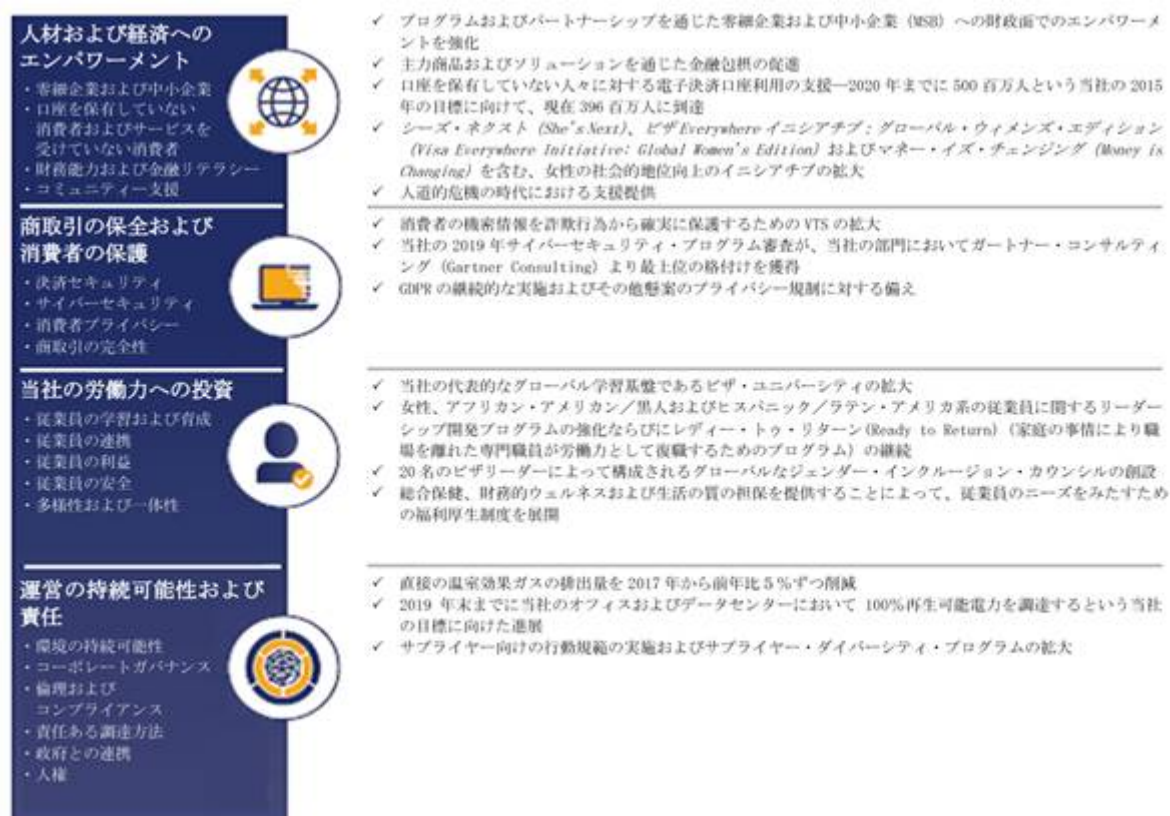 人材および経済への
エンパワーメント
・零細企業および中小企業
・口座を保有していない
消費者およびサービスを
受けていない消費者
・財務能力および金融リテラシー
・コミュニティー支援
✓ プログラムおよびパートナーシップを通じた零細企業および中小企業（MSB）への財政面でのエンパワーメ
ントを強化
✓ 主力商品およびソリューションを通じた金融包摂の促進
✓ 口座を保有していない人々に対する電子決済口座利用の支援―2020 年までに 500 百万人という当社の 2015
年の目標に向けて、現在 396 百万人に到達
✓ シーズ・ネクスト（She's Next）、ビザ Everywhere イニシアチブ：グローバル・ウィメンズ・エディション
（Visa Everywhere Initiative: Global Women's Edition）およびマネー・イズ・チェンジング（Money is
Changing）を含む、女性の社会的地位向上のイニシアチブの拡大
✓ 人道的危機の時代における支援提供
商取引の保全および
消費者の保護
・決済セキュリティ
・サイバーセキュリティ
・消費者プライバシー
・商取引の完全性
✓ 消費者の機密情報を詐欺行為から確実に保護するための VTS の拡大
✓ 当社の 2019 年サイバーセキュリティ・プログラム審査が、当社の部門においてガートナー・コンサルティ
ング（Gartner Consulting）より最上位の格付けを獲得
✓ GDPR の継続的な実施およびその他懸案のプライバシー規制に対する備え
当社の労働力への投資
・従業員の学習および育成
・従業員の連携
・従業員の利益
・従業員の安全
・多様性および一体性
✓ 当社の代表的なグローバル学習基盤であるビザ・ユニバーシティの拡大
✓ 女性、アフリカン・アメリカン／黒人およびヒスパニック／ラテン・アメリカ系の従業員に関するリーダー
シップ開発プログラムの強化ならびにレディー・トゥ・リターン(Ready to Return)（家庭の事情により職
場を離れた専門職員が労働力として復職するためのプログラム）の継続
✓ 20 名のビザリーダーによって構成されるグローバルなジェンダー・インクルージョン・カウンシルの創設
✓ 総合保健、財務的ウェルネスおよび生活の質の担保を提供することによって、従業員のニーズをみたすため
の福利厚生制度を展開
運営の持続可能性および
責任
・環境の持続可能性
・コーポレートガバナンス
・倫理および
コンプライアンス
・責任ある調達方法
・政府との連携
・人権
✓ 直接の温室効果ガスの排出量を 2017 年から前年比５％ずつ削減
✓ 2019 年末までに当社のオフィスおよびデータセンターにおいて 100％再生可能電力を調達するという当社
の目標に向けた進展
✓ サプライヤー向けの行動規範の実施およびサプライヤー・ダイバーシティ・プログラムの拡大